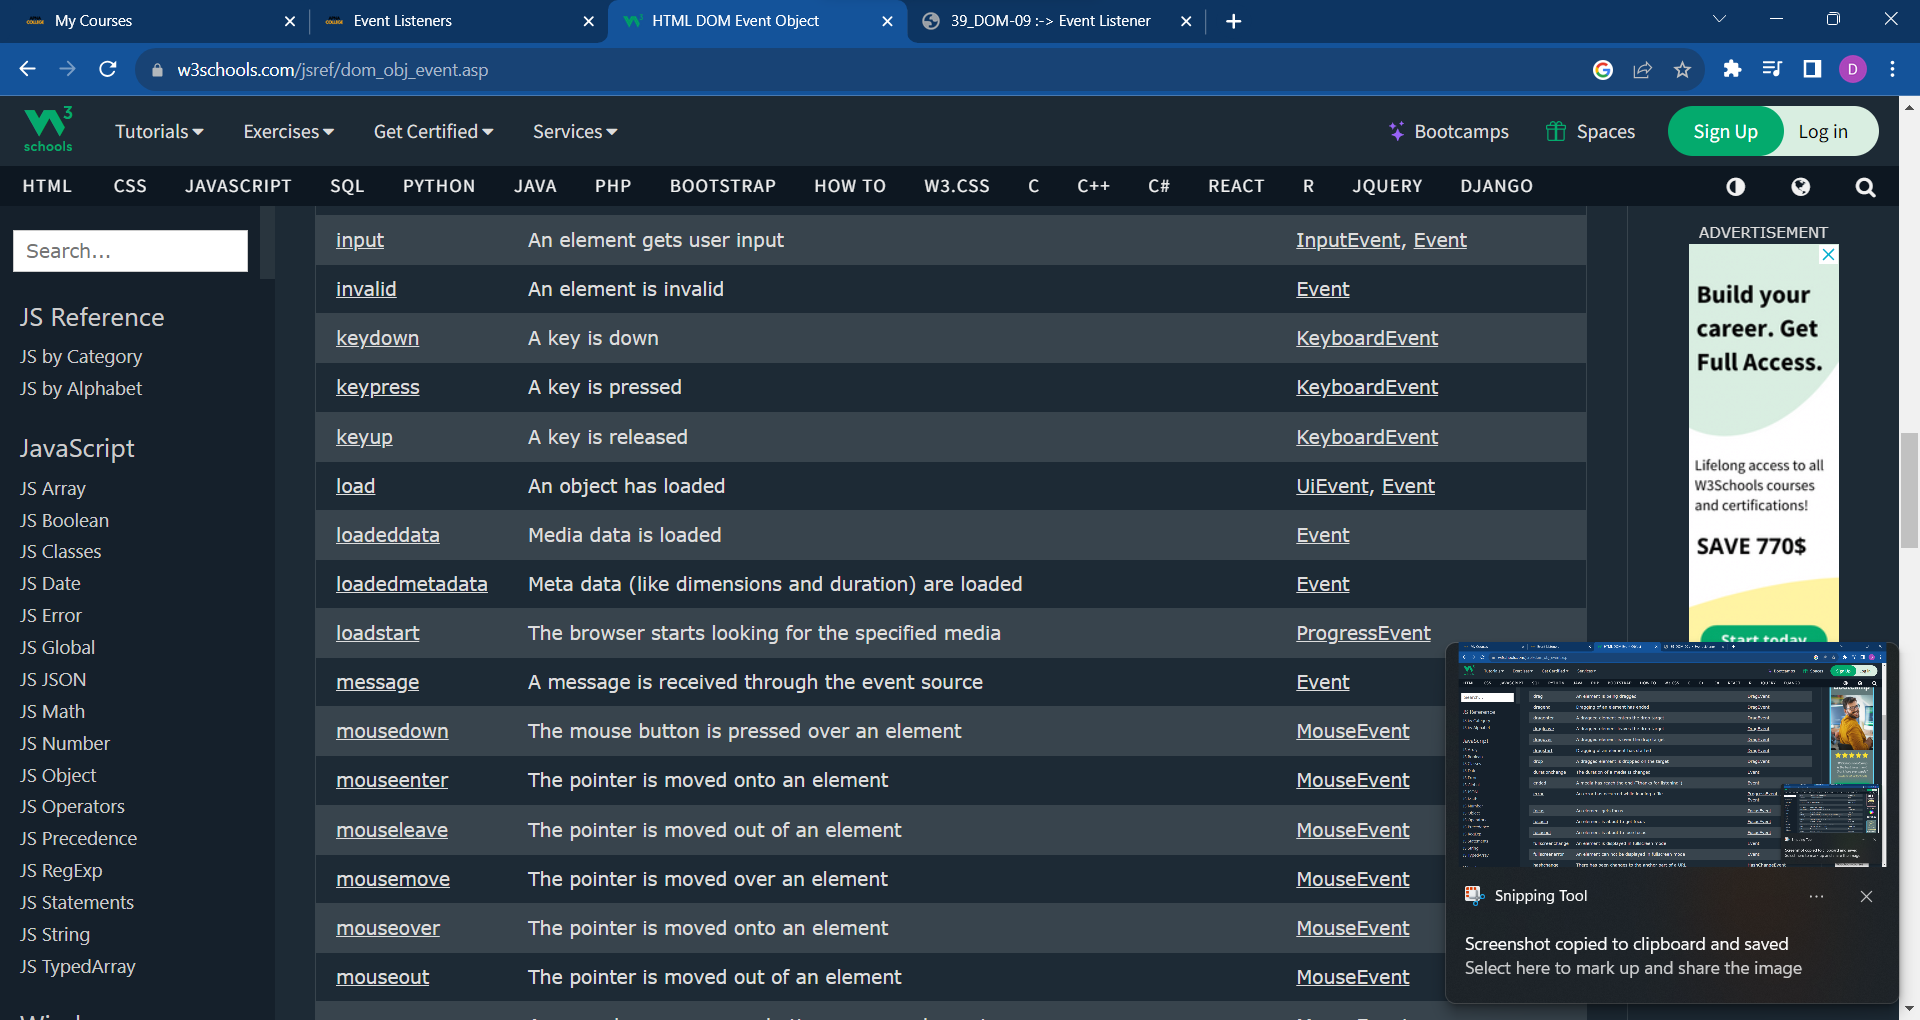 My Courses
Event Listeners
HTML DOM Event Object
39_DOM-09 :-> Event Listener
w3schools.com/jsref/dom_obj_event.asp
D
3
schools
Tutorials
Exercises
Get Certified
Services
Bootcamps
Spaces
Sign Up
Log in
HTML CSS JAVASCRIPT SQL PYTHON JAVA PHP BOOTSTRAP HOW TO W3.CSS C C++ C# REACT R JQUERY DJANGO
Search...
JS Reference
JS by Category
JS by Alphabet
JavaScript
JS Array
JS Boolean
JS Classes
JS Date
JS Error
JS Global
JS JSON
JS Math
JS Number
JS Object
JS Operators
JS Precedence
JS RegExp
JS Statements
JS String
JS TypedArray
input An element gets user input InputEvent, Event
invalid An element is invalid Event
keydown A key is down KeyboardEvent
keypress A key is pressed KeyboardEvent
keyup A key is released KeyboardEvent
load An object has loaded UiEvent, Event
loadeddata Media data is loaded Event
loadedmetadata Meta data (like dimensions and duration) are loaded Event
loadstart The browser starts looking for the specified media ProgressEvent
message A message is received through the event source Event
mousedown The mouse button is pressed over an element MouseEvent
mouseenter The pointer is moved onto an element MouseEvent
mouseleave The pointer is moved out of an element MouseEvent
mousemove The pointer is moved over an element MouseEvent
mouseover The pointer is moved onto an element MouseEvent
mouseout The pointer is moved out of an element MouseEvent
ADVERTISEMENT
Build your
career. Get
Full Access.
Lifelong access to all
W3Schools courses
and certifications!
SAVE 770$
Start today
Snipping Tool
Screenshot copied to clipboard and saved
Select here to mark up and share the image